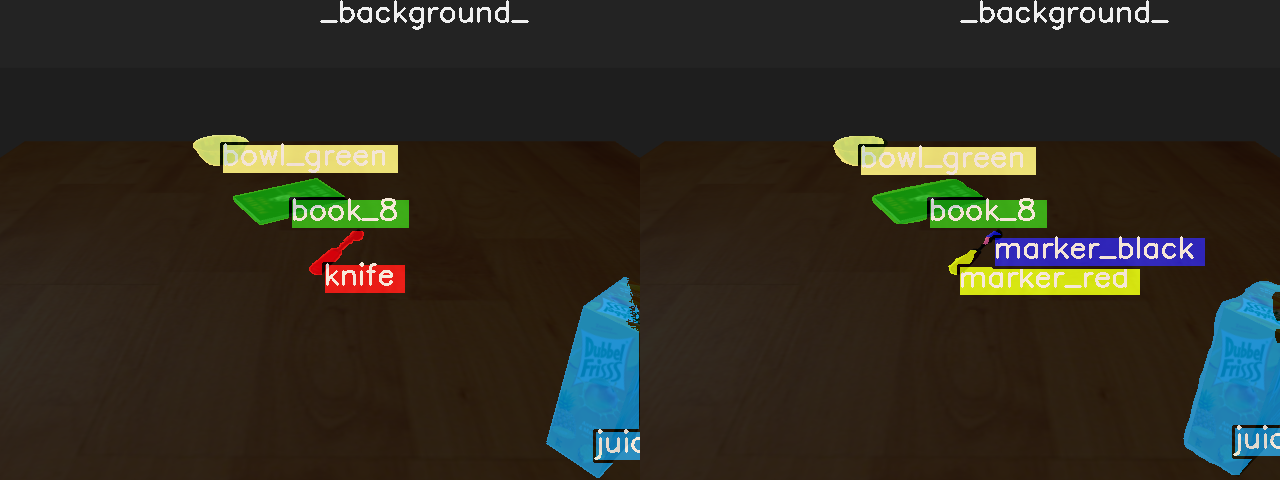 _background_
_background_
bowl_green
bowl_green
book_8
book_8
marker_black
knife
marker_red
Dubbel
Frisss
Dubbel
Frisss
juic
juic